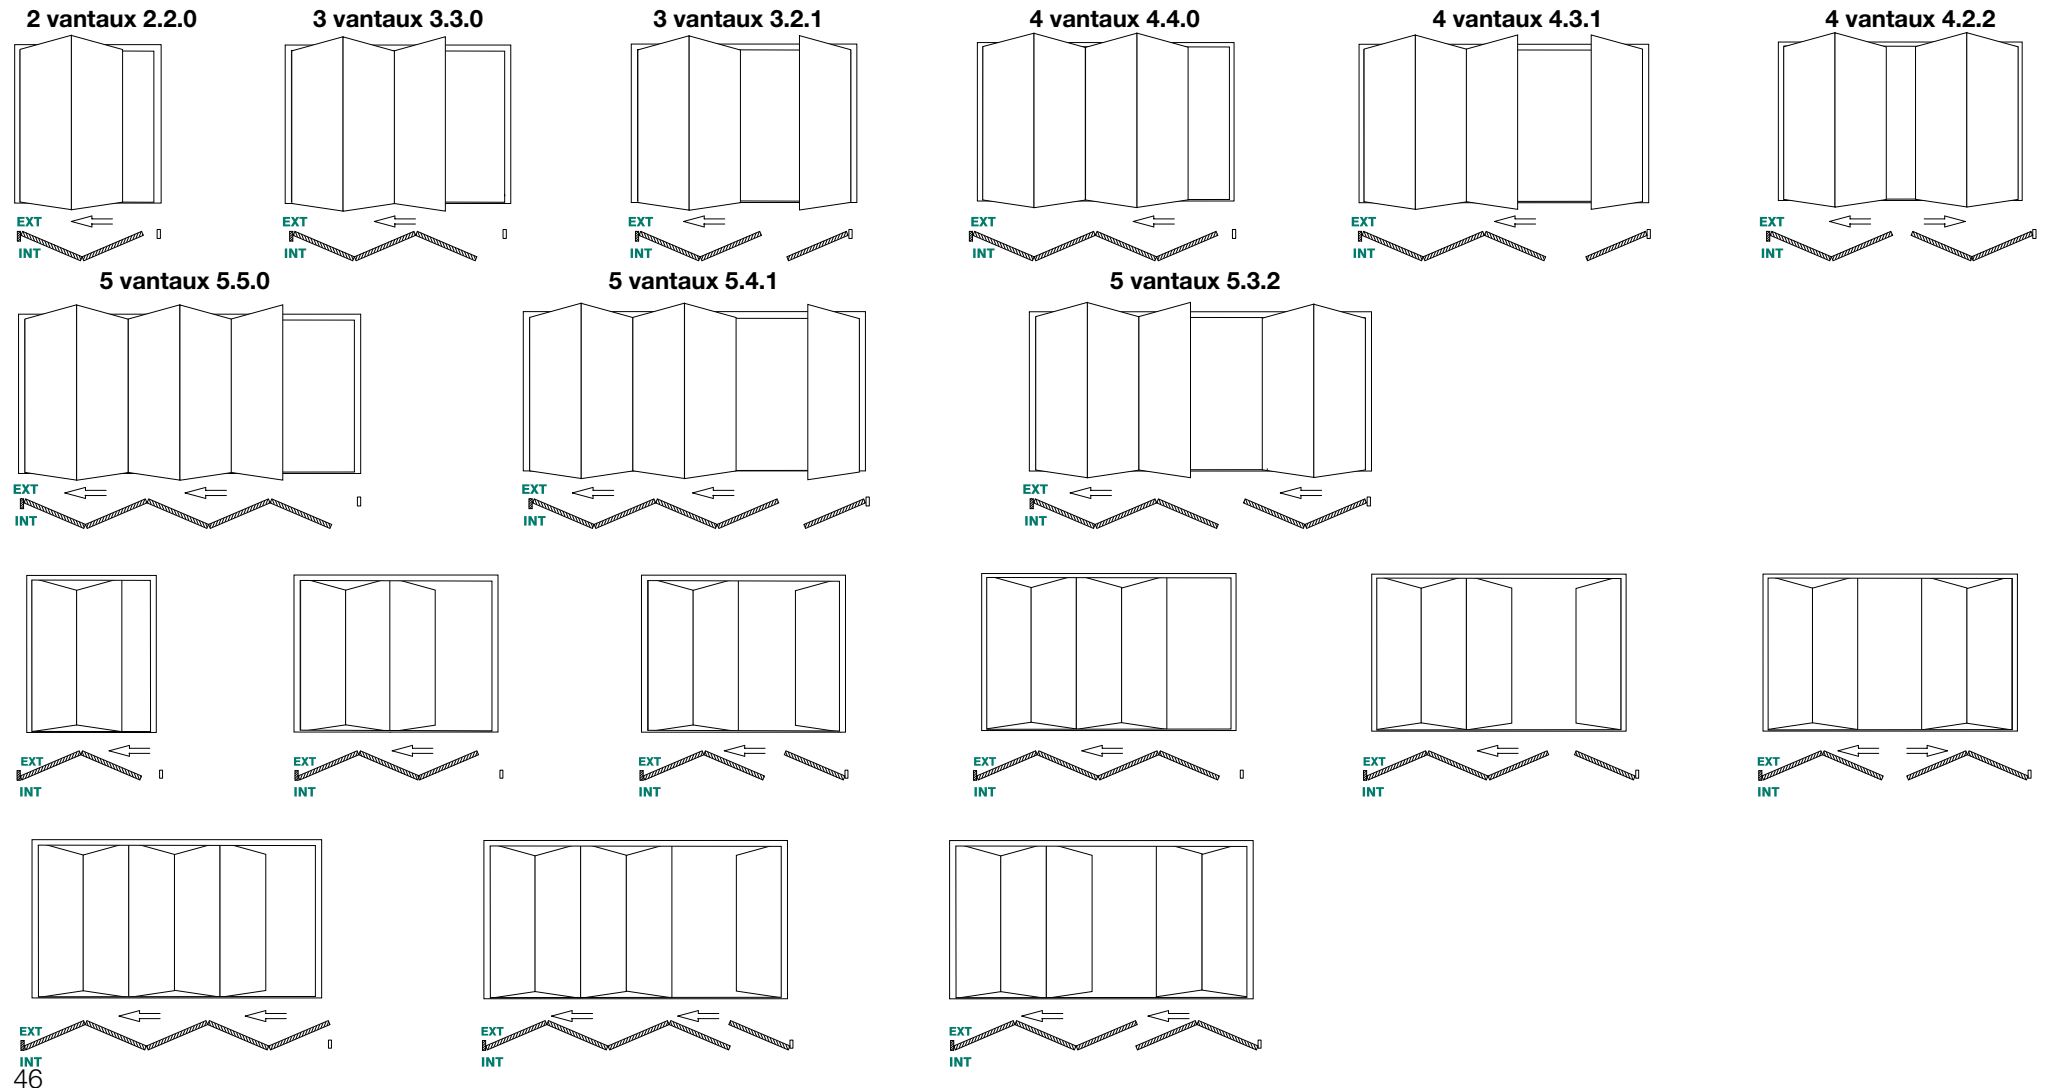 2 vantaux 2.2.0
3 vantaux 3.3.0
3 vantaux 3.2.1
4 vantaux 4.4.0
4 vantaux 4.3.1
4 vantaux 4.2.2
EXT
INT
EXT
INT
EXT
INT
EXT
INT
EXT
INT
EXT
INT
5 vantaux 5.5.0
5 vantaux 5.4.1
5 vantaux 5.3.2
EXT
INT
EXT
INT
EXT
INT
EXT
INT
EXT
INT
EXT
INT
EXT
INT
EXT
INT
EXT
INT
EXT
INT
EXT
INT
EXT
INT
46